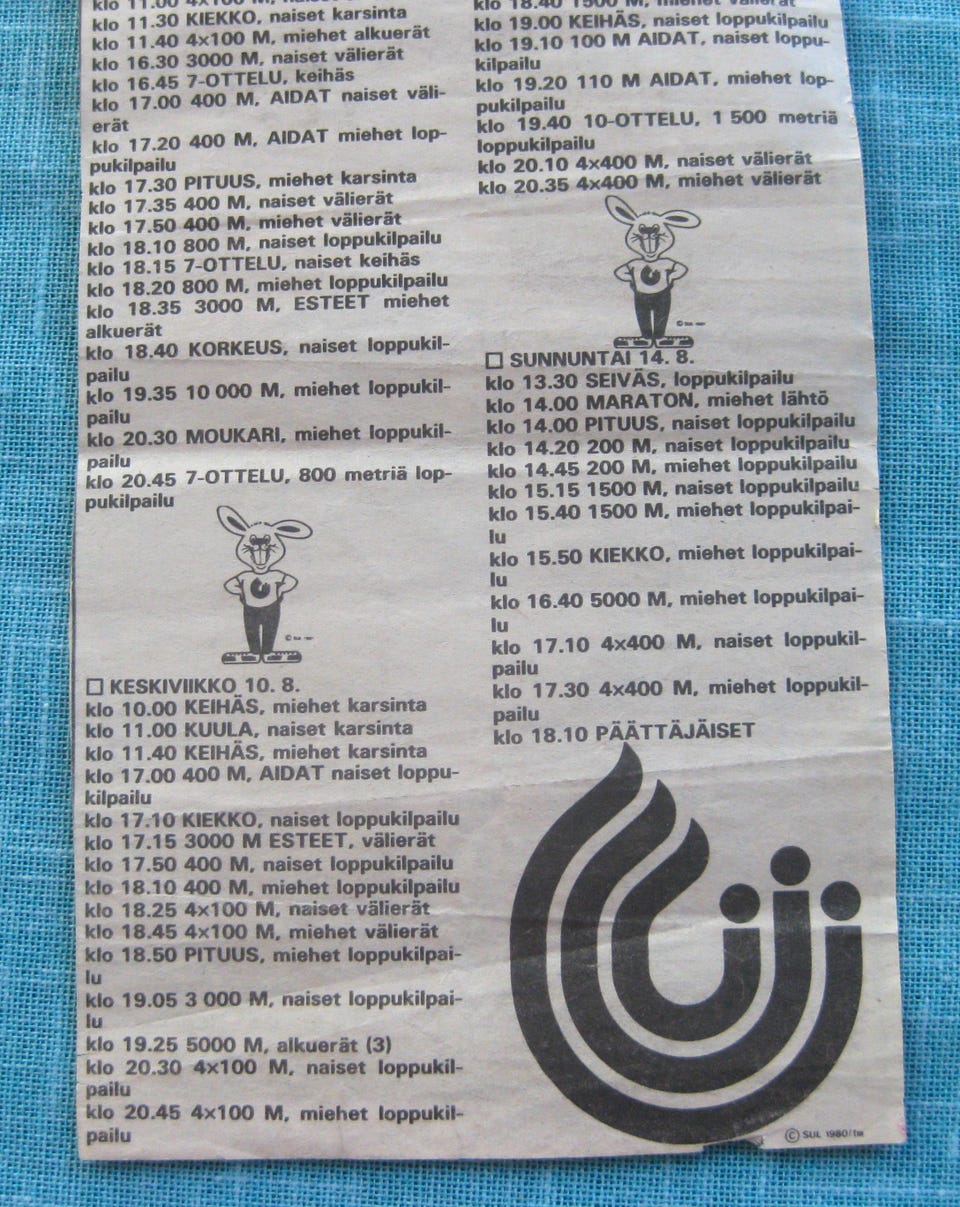 klo 11.00 4×100 M, naiset karsinta
klo 11.30 KIEKKO, naiset karsinta
klo 11.40 4×100 M, miehet alkuerät
klo 16.30 3000 M, naiset välierät
klo 16.45 7-OTTELU, keihäs
klo 17.00 400 M, AIDAT naiset väli-
erät
klo 17.20 400 M, AIDAT miehet lop-
pukilpailu
klo 17.30 PITUUS, miehet karsinta
klo 17.35 400 M, naiset välierät
klo 17.50 400 M, miehet välierät
klo 18.10 800 M, naiset loppukilpailu
klo 18.15 7-OTTELU, naiset keihäs
klo 18.20 800 M, miehet loppukilpailu
klo 18.35 3000 M, ESTEET miehet
alkuerät
klo 18.40 KORKEUS, naiset loppukil-
pailu
klo 19.35 10 000 M, miehet loppukil-
pailu
klo 20.30 MOUKARI, miehet loppukil-
pailu
klo 20.45 7-OTTELU, 800 metriä lop-
pukilpailu
KESKIVIIKKO 10. 8.
klo 10.00 KEIHÄS, miehet karsinta
klo 11.00 KUULA, naiset karsinta
klo 11.40 KEIHÄS, miehet karsinta
klo 17.00 400 M, AIDAT naiset loppu-
kilpailu
klo 17.10 KIEKKO, naiset loppukilpailu
klo 17.15 3000 M ESTEET, välierät
klo 17.50 400 M, naiset loppukilpailu
klo 18.10 400 M, miehet loppukilpailu
klo 18.25 4×100 M, naiset välierät
klo 18.45 4×100 M, miehet välierät
klo 18.50 PITUUS, miehet loppukilpai-
lu
klo 19.05 3 000 M, naiset loppukilpai-
lu
klo 19.25 5000 M, alkuerät (3)
klo 20.30 4×100 M, naiset loppukil-
pailu
klo 20.45 4×100 M, miehet loppukil-
pailu
klo 18.40 1500 M, miehet välierät
klo 19.00 KEIHÄS, naiset loppukilpailu
klo 19.10 100 M AIDAT, naiset loppu-
kilpailu
klo 19.20 110 M AIDAT, miehet lop-
pukilpailu
klo 19.40 10-OTTELU, 1 500 metriä
loppukilpailu
klo 20.10 4×400 M, naiset välierät
klo 20.35 4×400 M, miehet välierät
SUNNUNTAI 14. 8.
klo 13.30 SEIVÄS, loppukilpailu
klo 14.00 MARATON, miehet lähtö
klo 14.00 PITUUS, naiset loppukilpailu
klo 14.20 200 M, naiset loppukilpailu
klo 14.45 200 M, miehet loppukilpailu
klo 15.15 1500 M, naiset loppukilpailu
klo 15.40 1500 M, miehet loppukilpai-
lu
klo 15.50 KIEKKO, miehet loppukilpai-
lu
klo 16.40 5000 M, miehet loppukilpai-
lu
klo 17.10 4×400 M, naiset loppukil-
pailu
klo 17.30 4×400 M, miehet loppukil-
pailu
klo 18.10 PÄÄTTÄJÄISET
© SUL 1980/tw